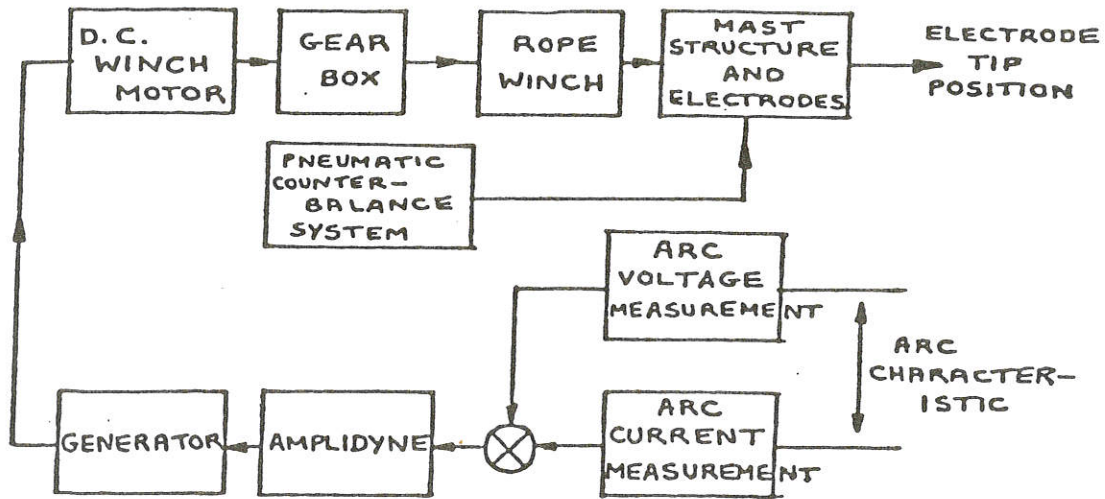 D.C.
WINCH
MOTOR
GEAR
BOX
ROPE
WINCH
MAST
STRUCTURE
AND
ELECTRODES
ELECTRODE
TIP
POSITION
PNEUMATIC
COUNTER-
BALANCE
SYSTEM
ARC
VOLTAGE
MEASUREMENT
ARC
CHARACTER-
ISTIC
GENERATOR
AMPLIDYNE
ARC
CURRENT
MEASUREMENT